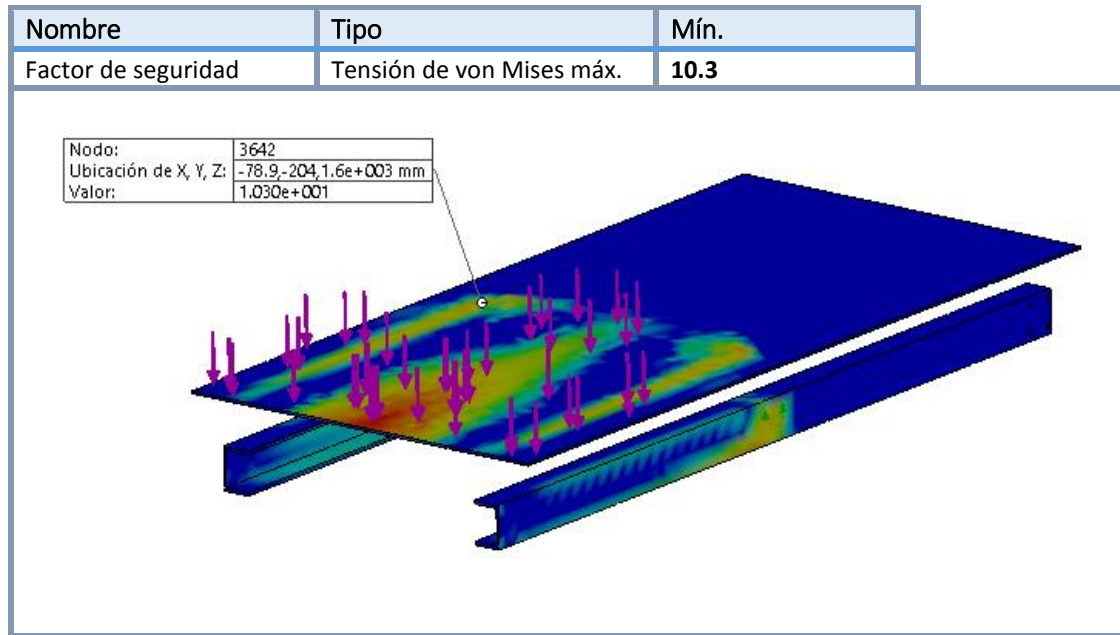 Nombre Tipo Mín.
Factor de seguridad Tensión de von Mises máx. 10.3
Nodo: 3642
Ubicación de X, Y, Z: -78.9,-204,1.6e+003 mm
Valor: 1.030e+001